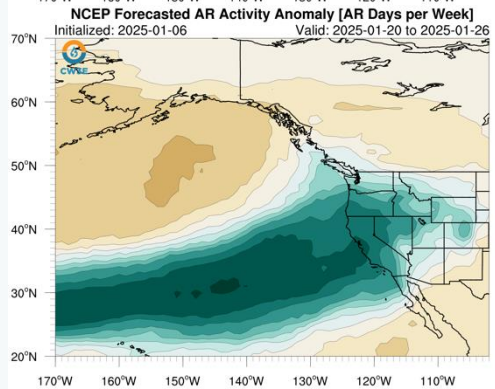 NCEP Forecasted AR Activity Anomaly [AR Days per Week]
Initialized: 2025-01-06 Valid: 2025-01-20 to 2025-01-26
70°N
CW3E
60°N
50°N
40°N
30°N
20°N
170°W 160°W 150°W 140°W 130°W 120°W 110°W